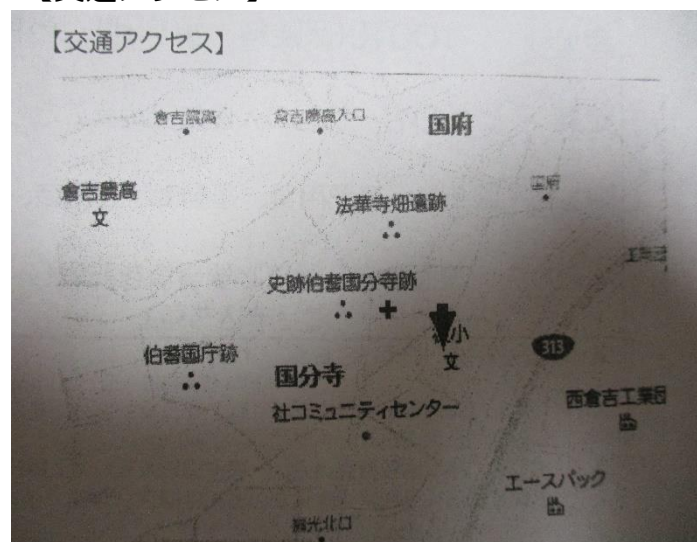 【交通アクセス】
倉吉農高
倉吉農高入口
国府
倉吉農高
文
法華寺畑遺跡
国府
史跡伯耆国分寺跡
小
文
313
伯耆国庁跡
国分寺
社コミュニティセンター
西倉吉工業団
エースパック